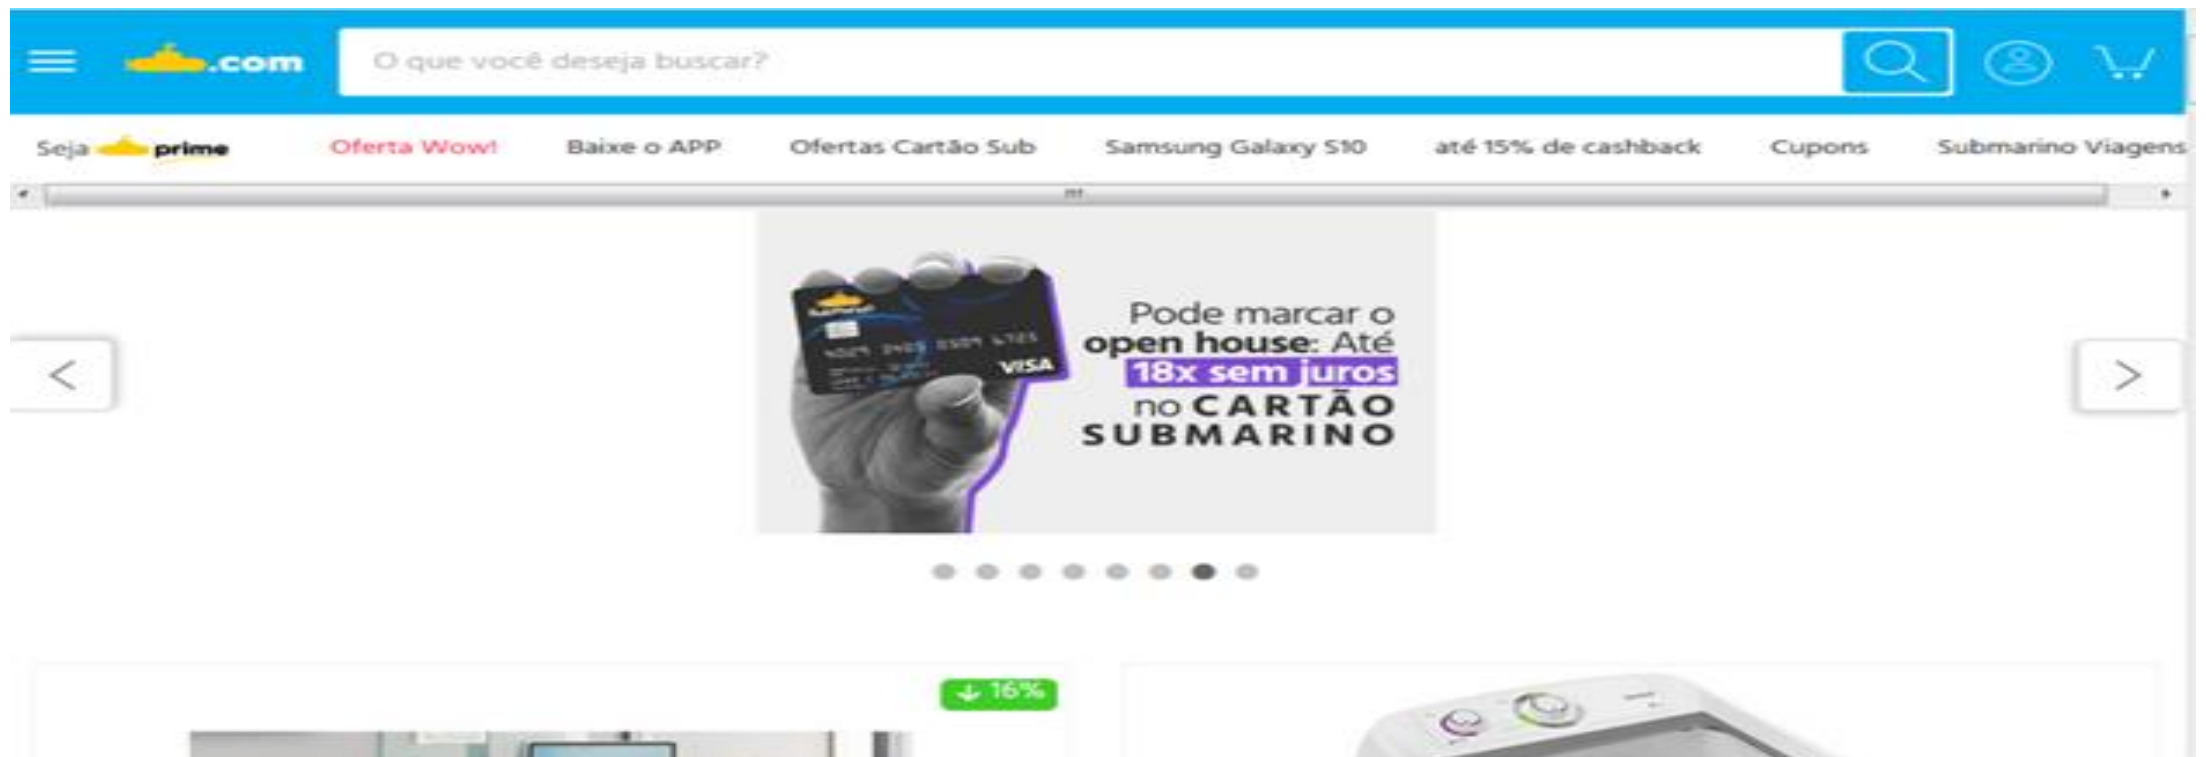 .com
O que você deseja buscar?
Seja prime
Oferta Wow!
Baixe o APP
Ofertas Cartão Sub
Samsung Galaxy S10
até 15% de cashback
Cupons
Submarino Viagens
Pode marcar o
open house: Até
18x sem juros
no CARTÃO
SUBMARINO
VISA
16%